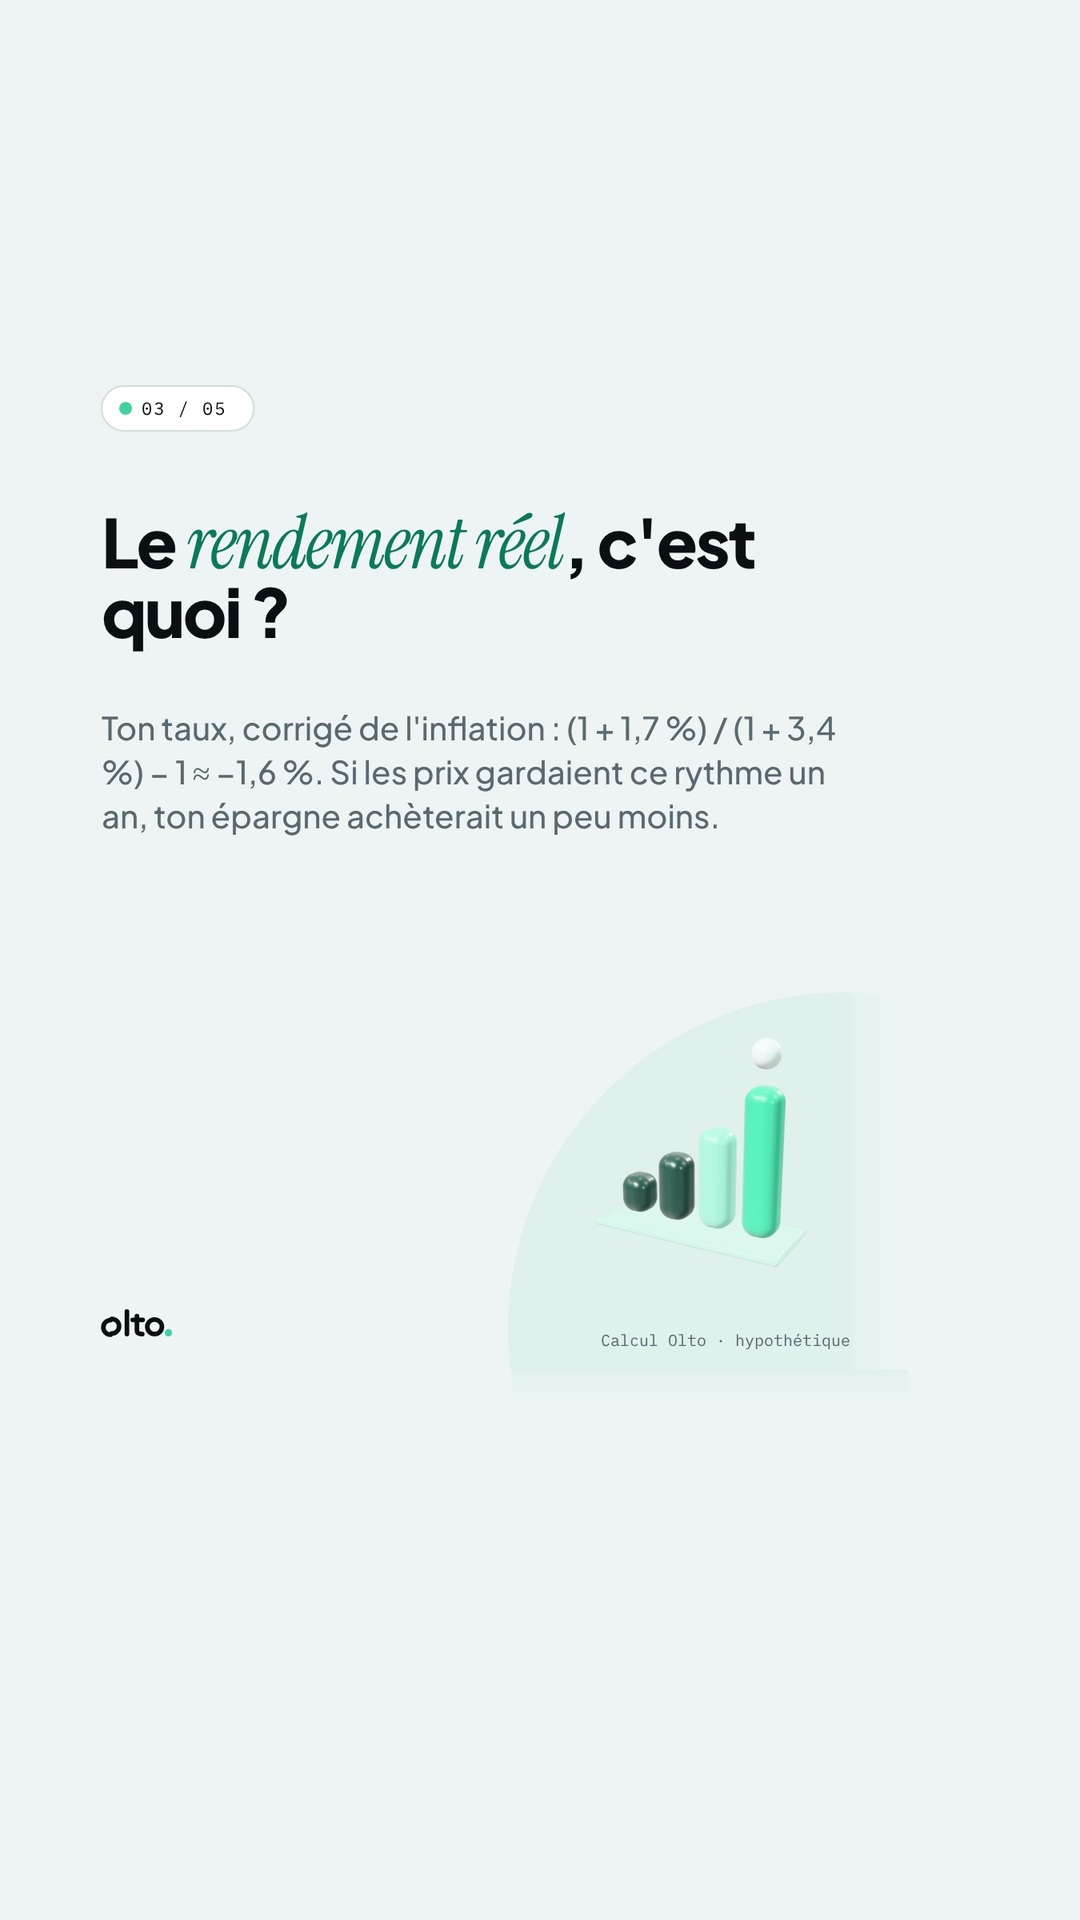 03 / 05
Le rendement réel, c'est
quoi ?
Ton taux, corrigé de l'inflation : (1 + 1,7 %) / (1 + 3,4
%) – 1 ≈ –1,6 %. Si les prix gardaient ce rythme un
an, ton épargne achèterait un peu moins.
olto.
Calcul Olto · hypothétique